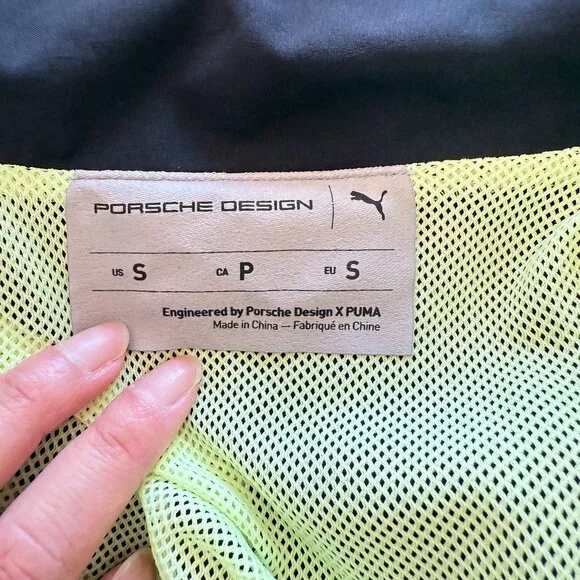 PORSCHE DESIGN
US S CA P EU S
Engineered by Porsche Design X PUMA
Made in China — Fabriqué en Chine